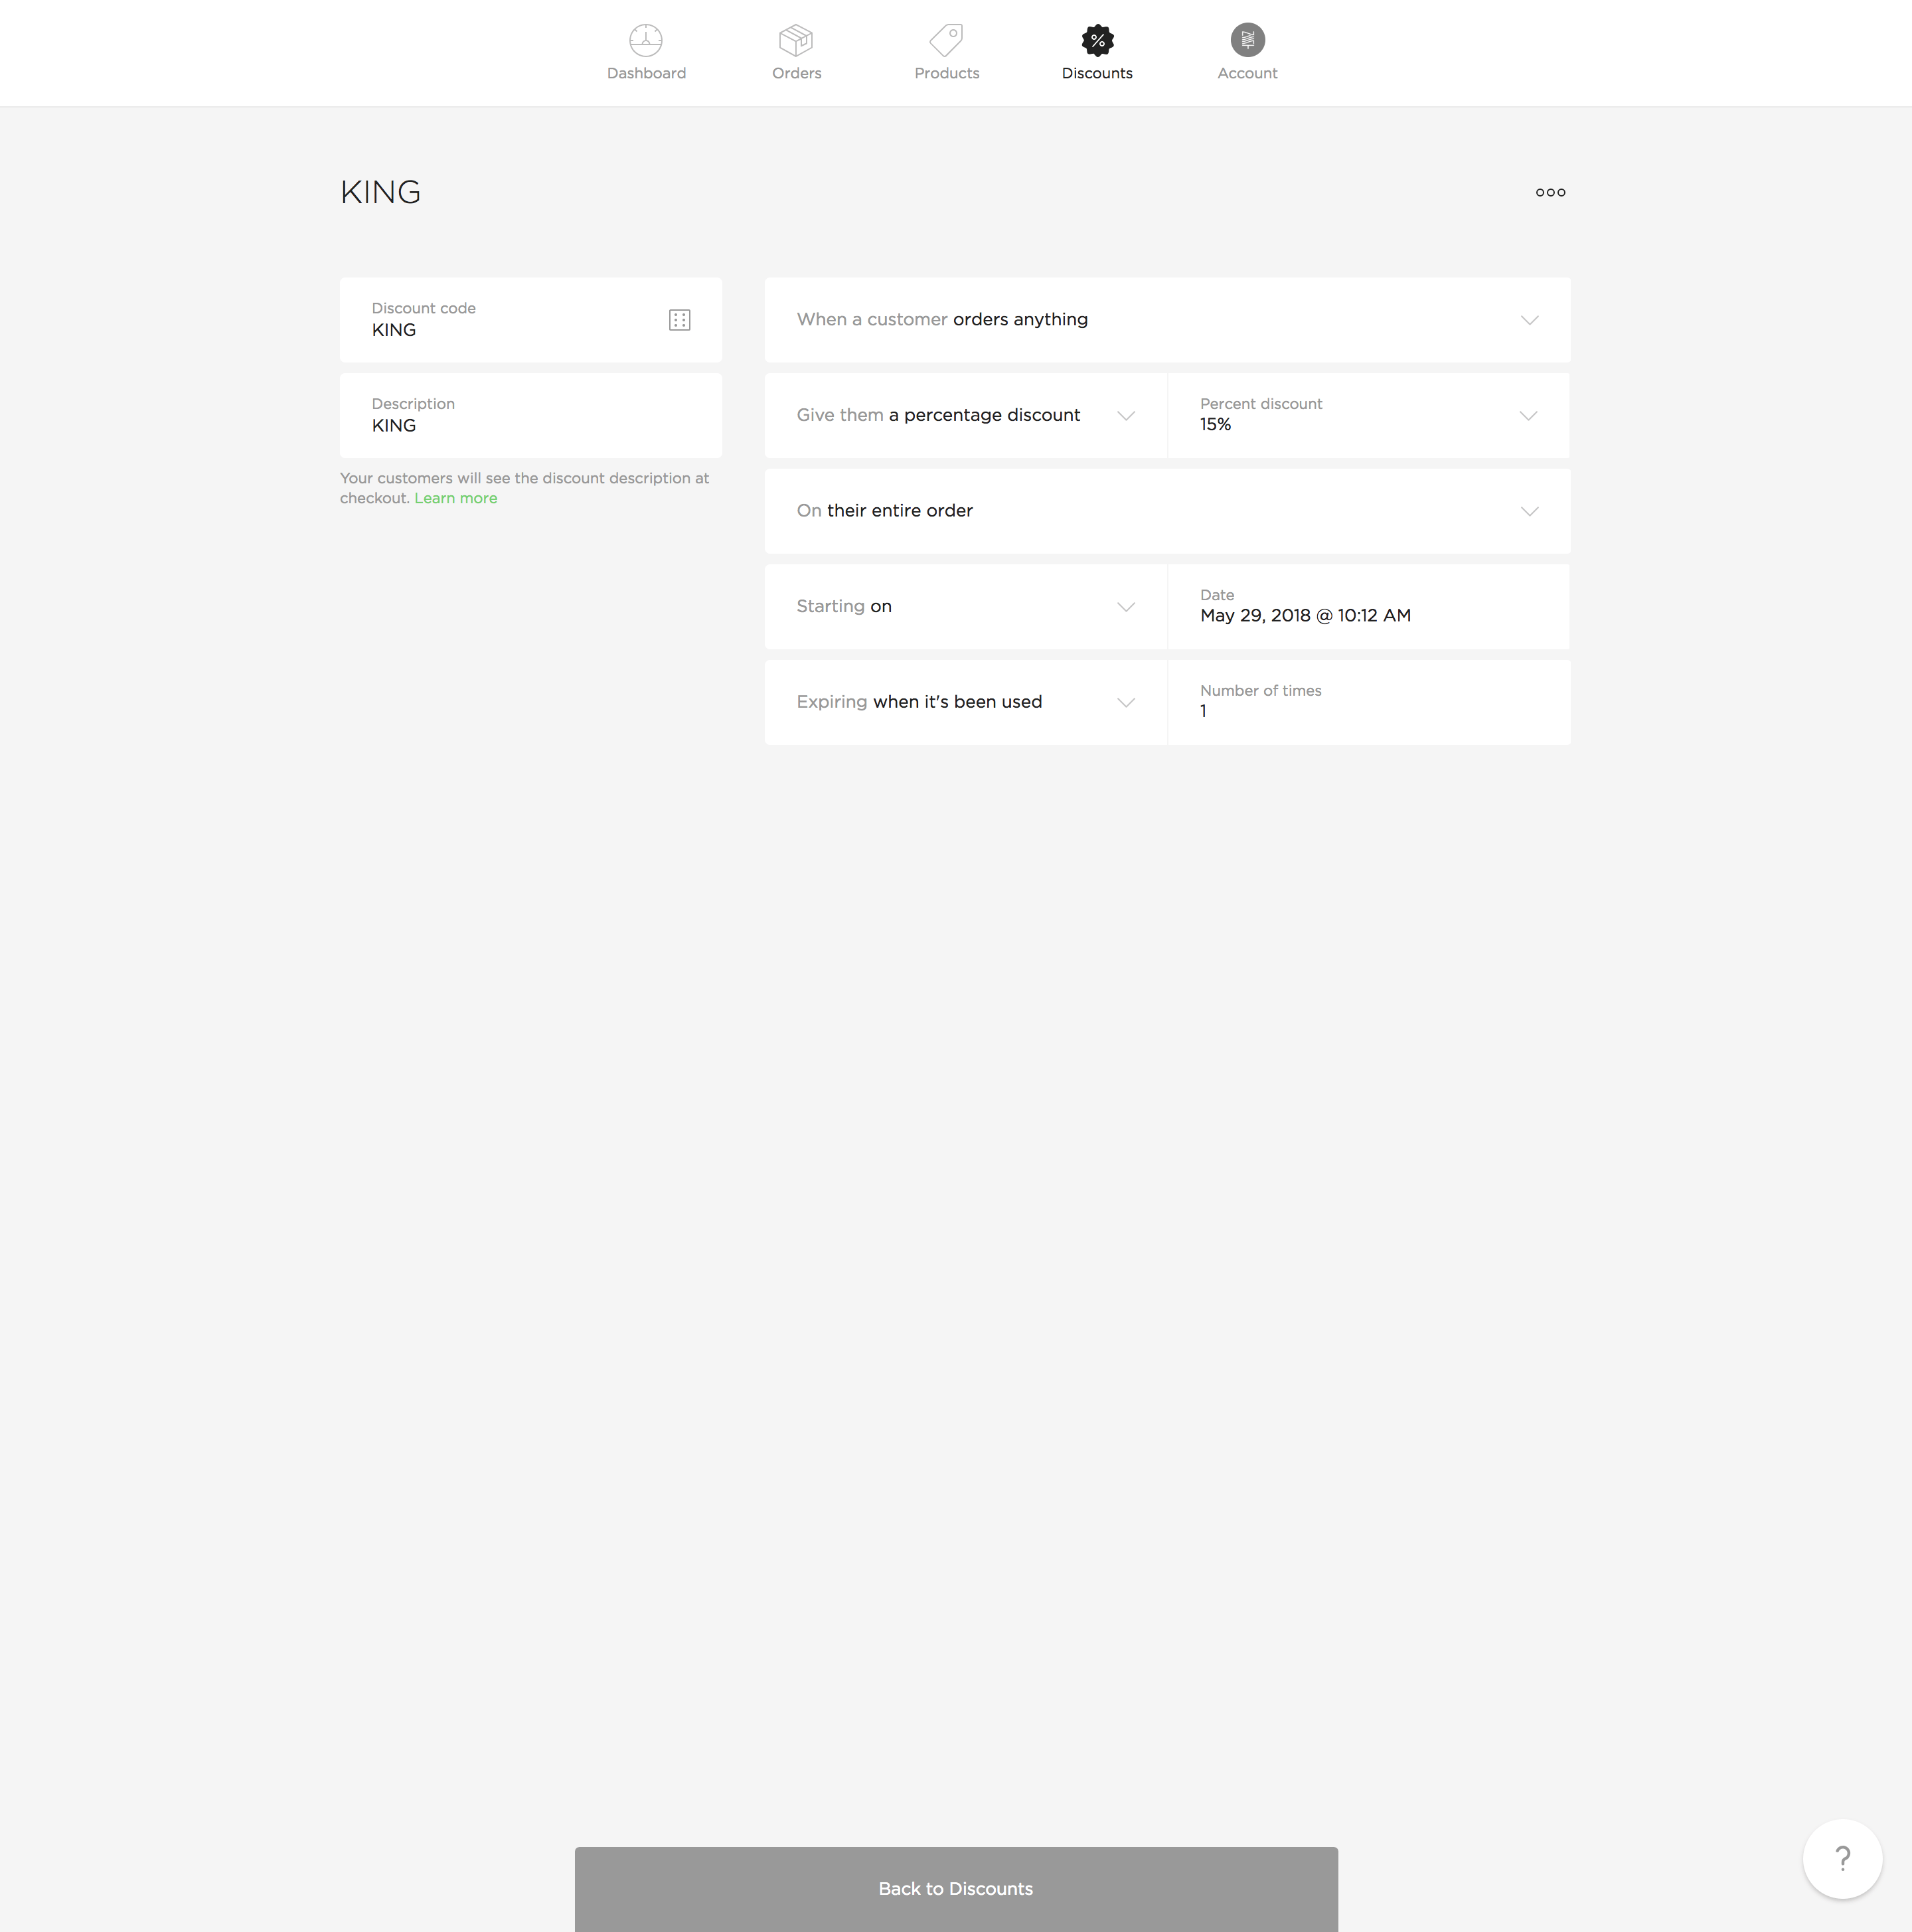 Dashboard
Orders
Products
Discounts
Account
KING
Discount code
KING
Description
KING
Your customers will see the discount description at
checkout. Learn more
When a customer orders anything
Give them a percentage discount
Percent discount
15%
On their entire order
Starting on
Date
May 29, 2018 @ 10:12 AM
Expiring when it's been used
Number of times
1
Back to Discounts
?